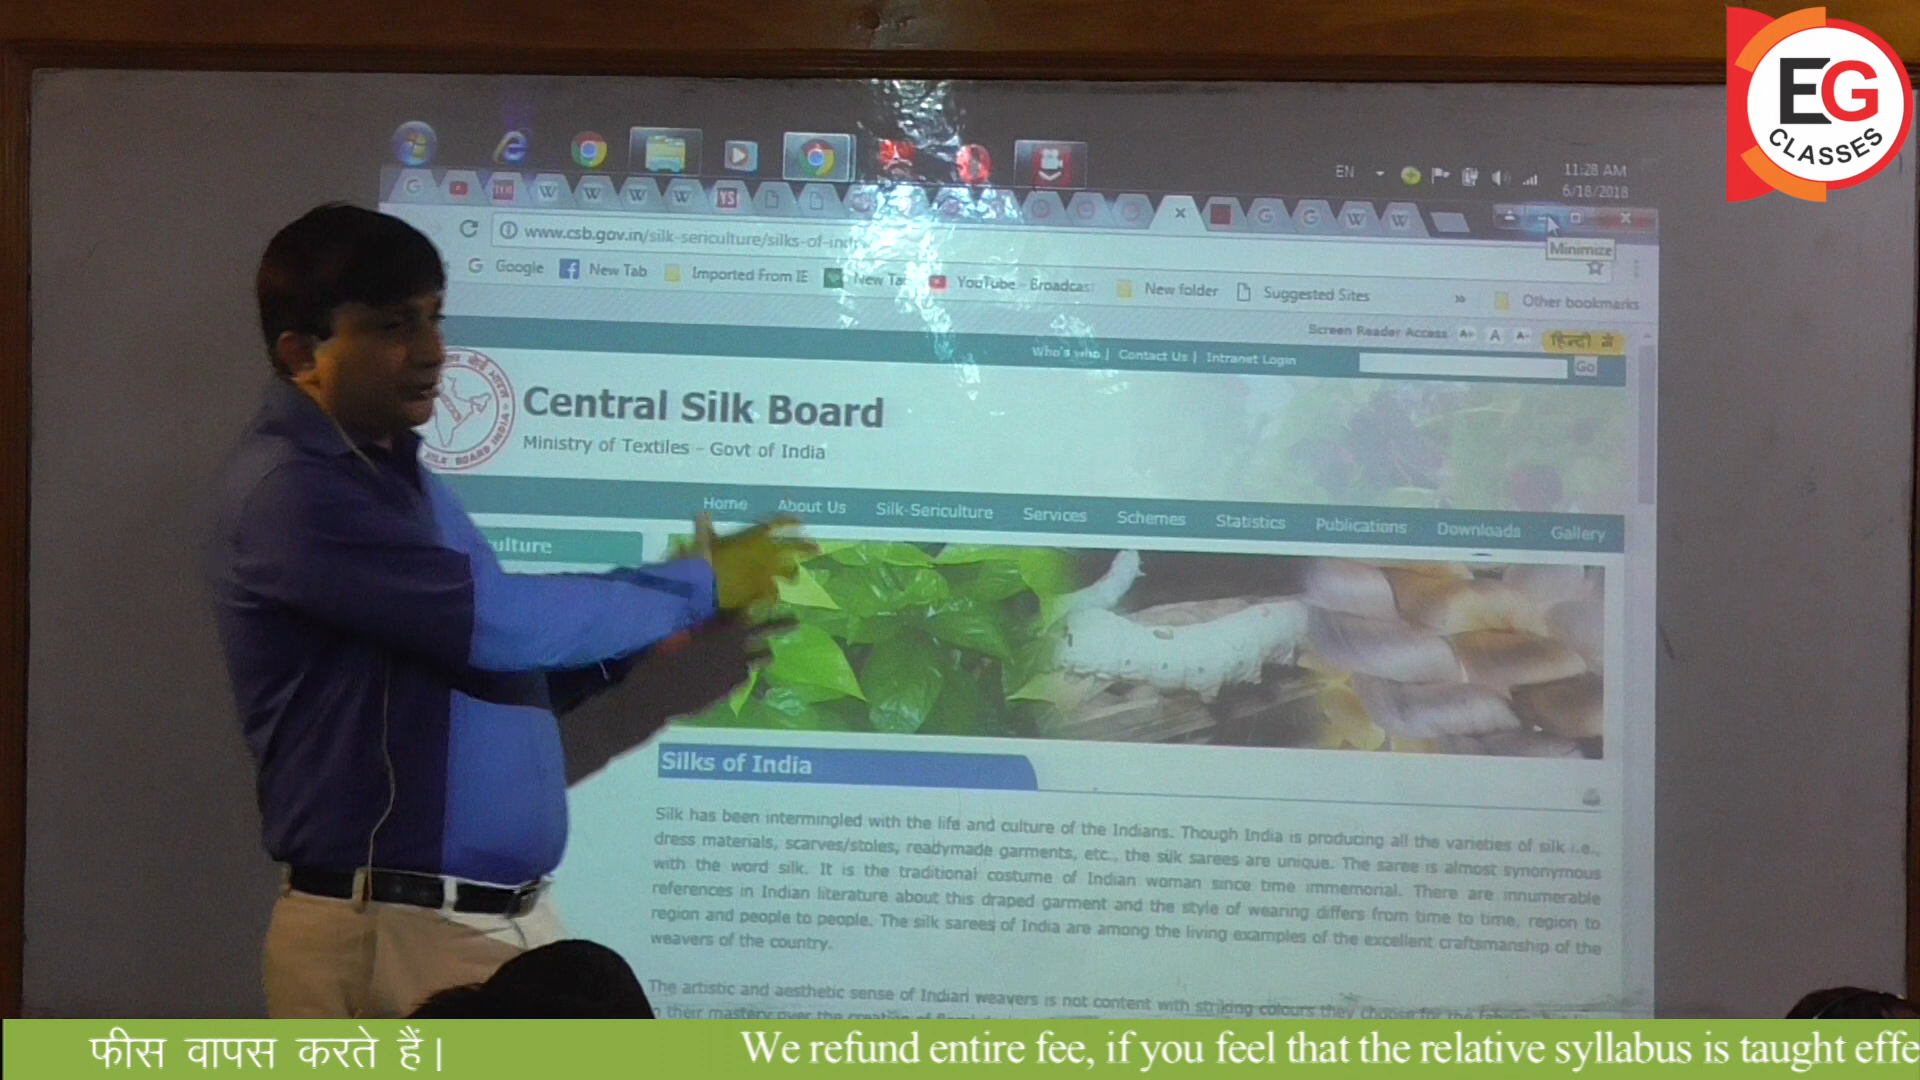 EG
CLASSES
EN
11:28 AM
6/18/2018
www.csb.gov.in/silk-sericulture/silks-of-
Minimize
Google New Tab Imported From IE New YouTube - Broadcast New folder Suggested Sites » Other bookmarks
Screen Reader Access A+ A A- हिन्दी में
Who's who | Contact Us | Intranet Login Go
Central Silk Board
Ministry of Textiles - Govt of India
Home About Us Silk-Sericulture Services Schemes Statistics Publications Downloads Gallery
ulture
Silks of India
Silk has been intermingled with the life and culture of the Indians. Though India is producing all the varieties of silk i.e.,
dress materials, scarves/stoles, readymade garments, etc., the silk sarees are unique. The saree is almost synonymous
with the word silk. It is the traditional costume of Indian woman since time immemorial. There are innumerable
references in Indian literature about this draped garment and the style of wearing differs from time to time, region to
region and people to people. The silk sarees of India are among the living examples of the excellent craftsmanship of the
weavers of the country.
The artistic and aesthetic sense of Indian weavers is not content with striking colours they choose for the
their mastery over the creation of
फीस वापस करते हैं। We refund entire fee, if you feel that the relative syllabus is taught effe